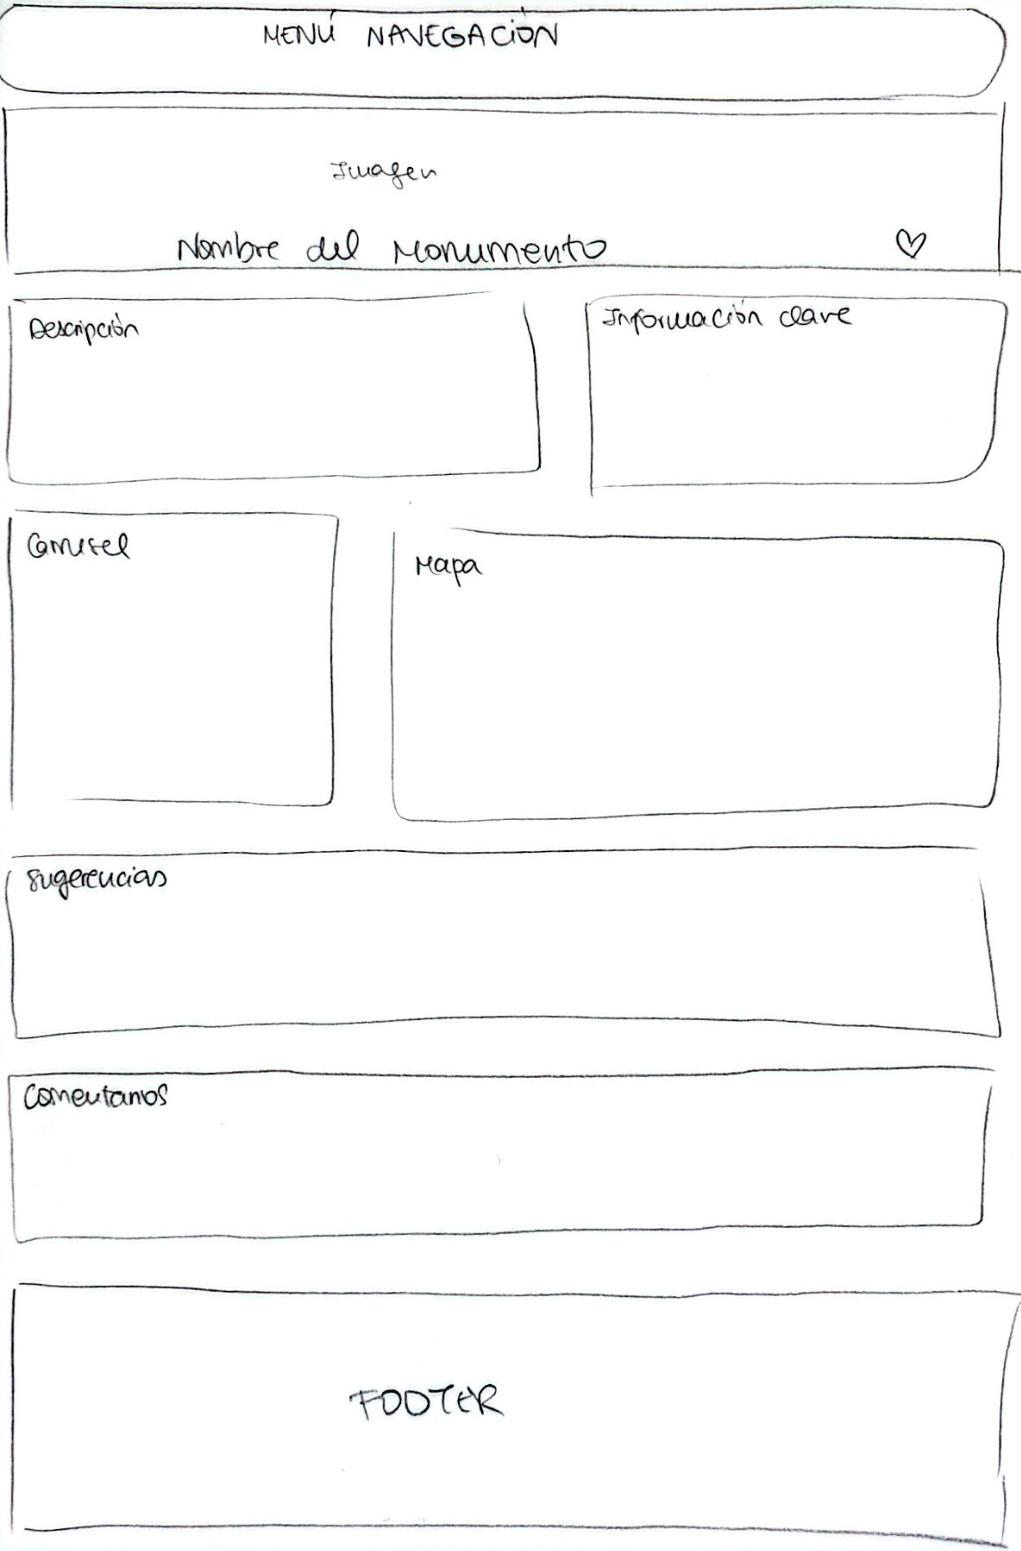 MENÚ NAVEGACIÓN
Imagen
Nombre del Monumento ♡
Descripción
Información clave
Carrusel
Mapa
Sugerencias
Comentarios
FOOTER